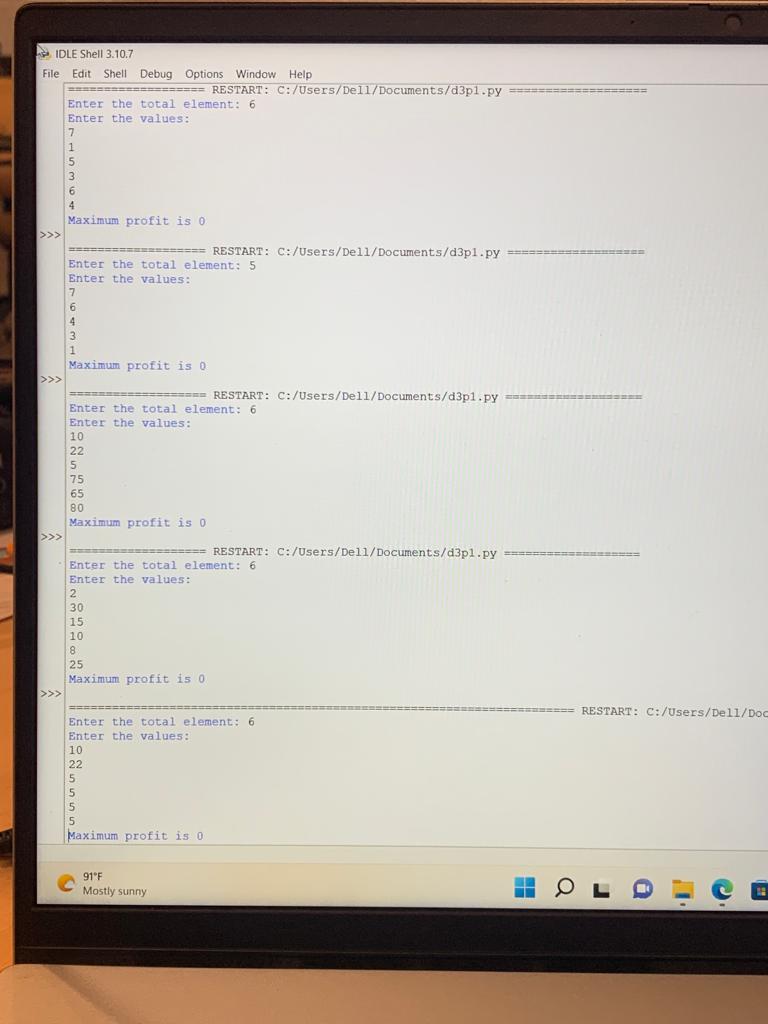 IDLE Shell 3.10.7
File Edit Shell Debug Options Window Help
=================== RESTART: C:/Users/Dell/Documents/d3p1.py ===================
Enter the total element: 6
Enter the values:
7
1
5
3
6
4
Maximum profit is 0
>>>
=================== RESTART: C:/Users/Dell/Documents/d3p1.py ===================
Enter the total element: 5
Enter the values:
7
6
4
3
1
Maximum profit is 0
>>>
=================== RESTART: C:/Users/Dell/Documents/d3p1.py ===================
Enter the total element: 6
Enter the values:
10
22
5
75
65
80
Maximum profit is 0
>>>
=================== RESTART: C:/Users/Dell/Documents/d3p1.py ===================
Enter the total element: 6
Enter the values:
2
30
15
10
8
25
Maximum profit is 0
>>>
====================================================================== RESTART: C:/Users/Dell/Doc
Enter the total element: 6
Enter the values:
10
22
5
5
5
5
Maximum profit is 0
91°F
Mostly sunny